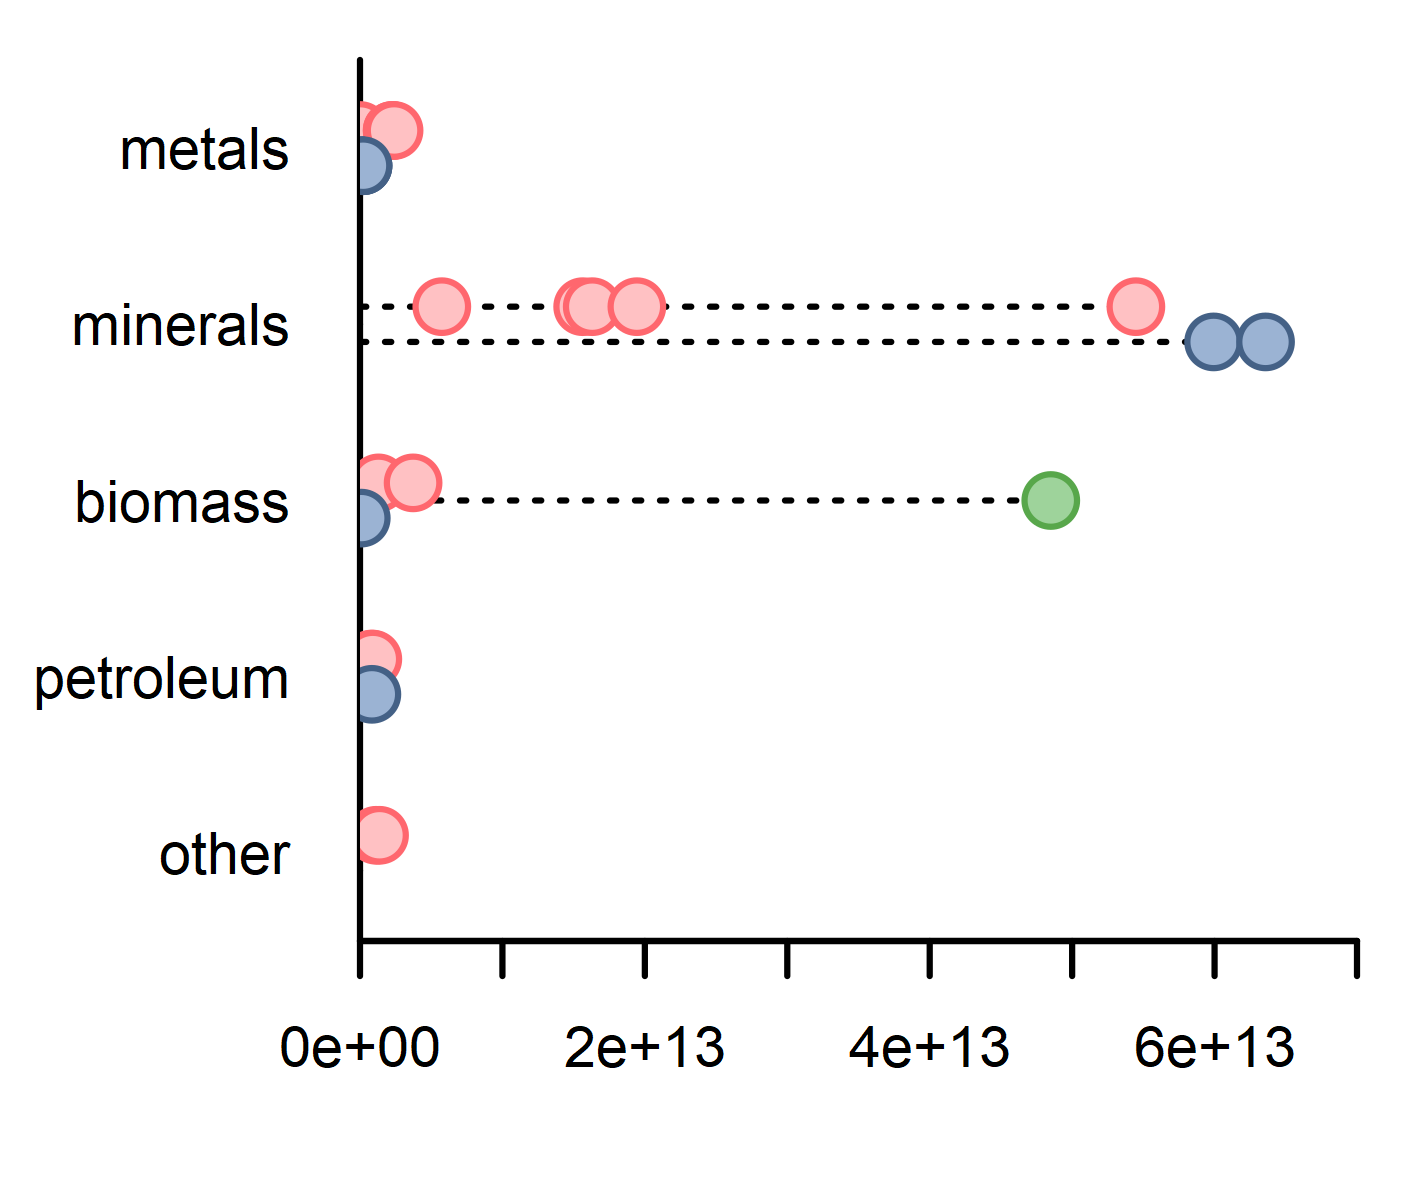 metals
minerals
biomass
petroleum
other
0e+00 2e+13 4e+13 6e+13